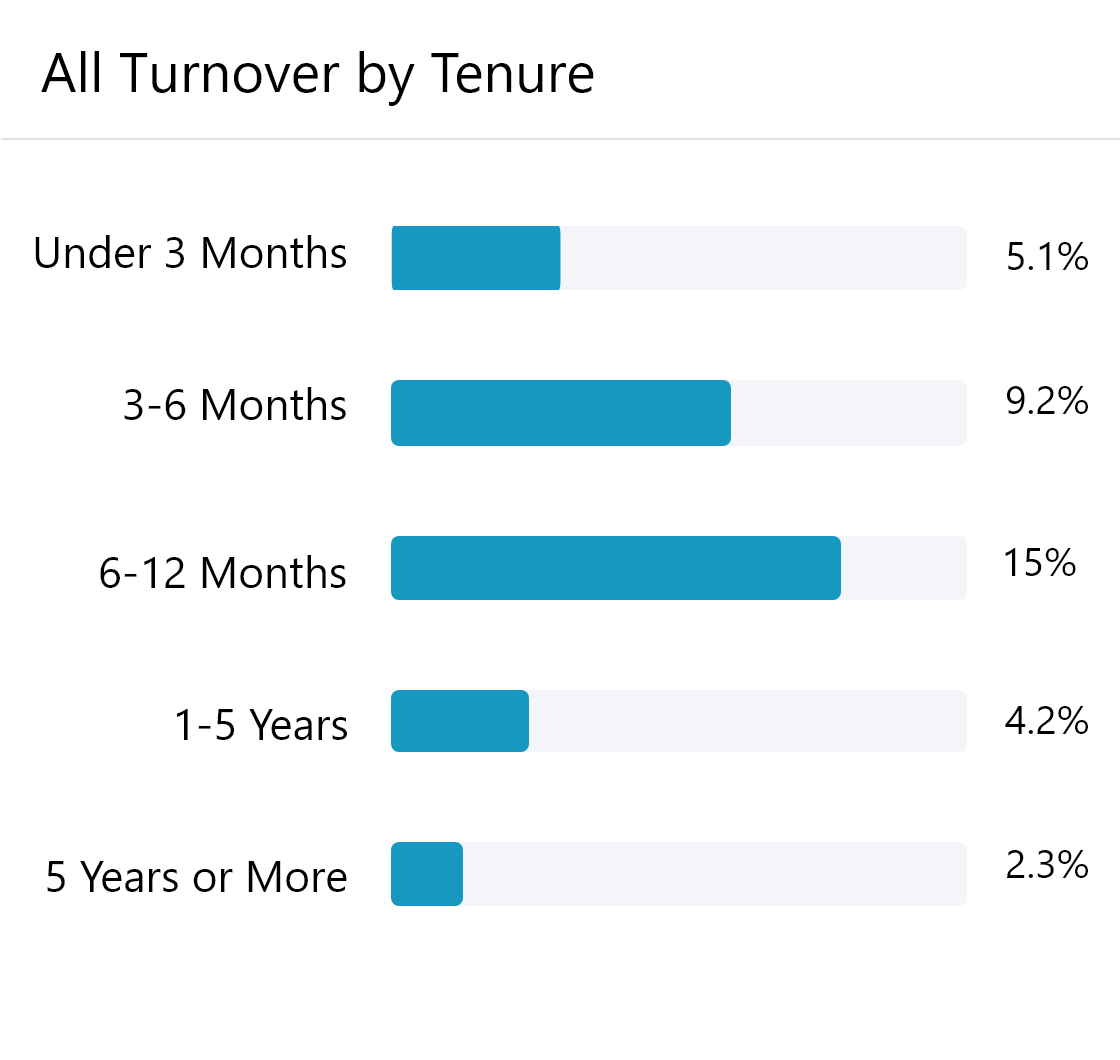 All Turnover by Tenure
Under 3 Months 5.1%
3-6 Months 9.2%
6-12 Months 15%
1-5 Years 4.2%
5 Years or More 2.3%